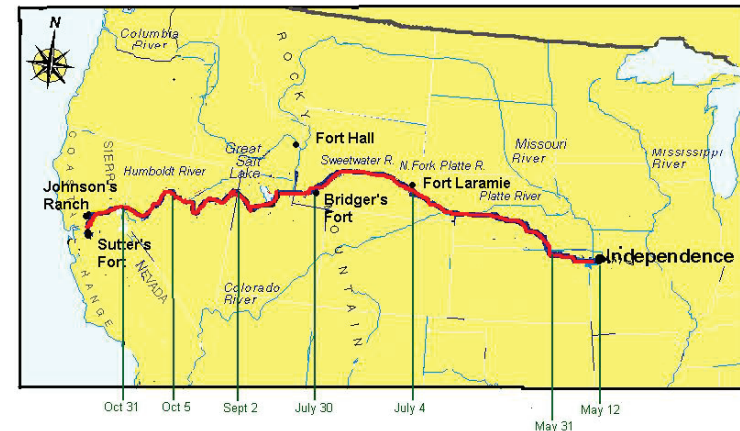 N
Columbia
River
ROCKY
MOUNTAIN
COASTAL RANGE
SIERRA
NEVADA
Great
Salt
Lake
Fort Hall
Humboldt River
Sweetwater R.
N.Fork Platte R.
Missouri
River
Mississippi
River
Johnson's
Ranch
Bridger's
Fort
Fort Laramie
Platte River
Sutter's
Fort
Colorado
River
Independence
Oct 31
Oct 5
Sept 2
July 30
July 4
May 31
May 12